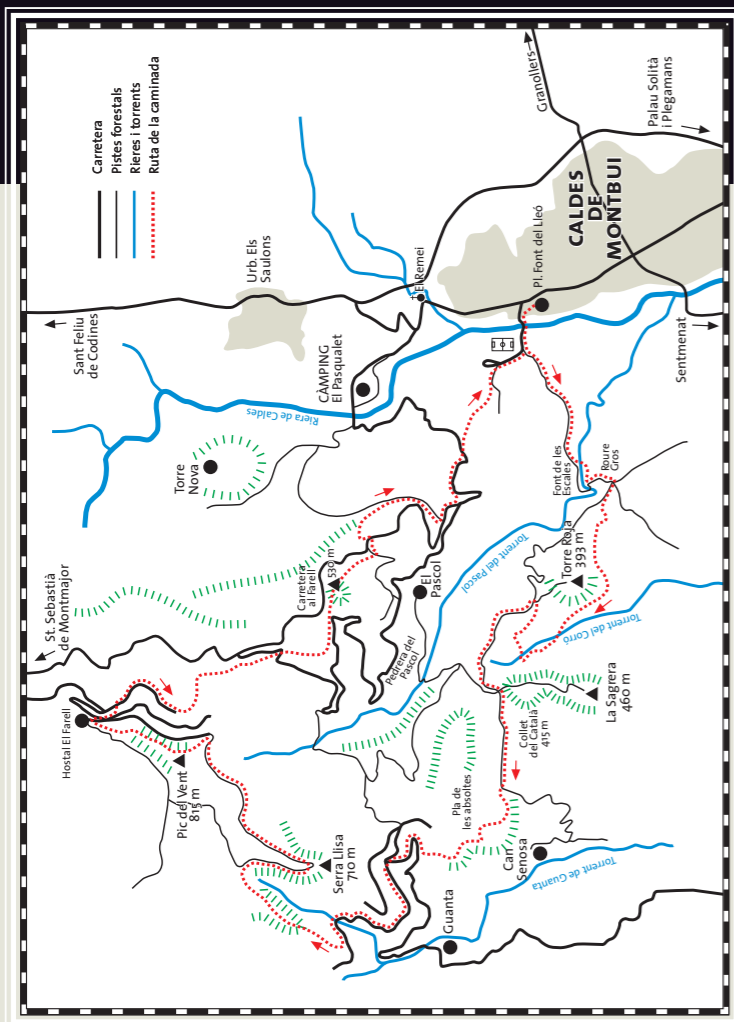 Carretera
Pistes forestals
Rieres i torrents
Ruta de la caminada
St. Sebastià
de Montmajor
Sant Feliu
de Codines
Urb. Els
Saulons
Granollers
Palau Solità
i Plegamans
CALDES
DE
MONTBUI
Pl. Font del Lleó
El Remei
CÀMPING
El Pasqualet
Riera de Caldes
Torre
Nova
Sentmenat
Font de les
Escales
Roure
Gros
Torre Roja
393 m
Torrent del Pascol
Torrent del Corró
El
Pascol
Pedrera del
Pascol
Carretera
al Farell
530 m
Hostal El Farell
Pic del Vent
815 m
Serra Llisa
710 m
Pla de
les absoltes
Collet
del Català
415 m
La Sagrera
460 m
Can
Senosa
Guanta
Torrent de Guanta